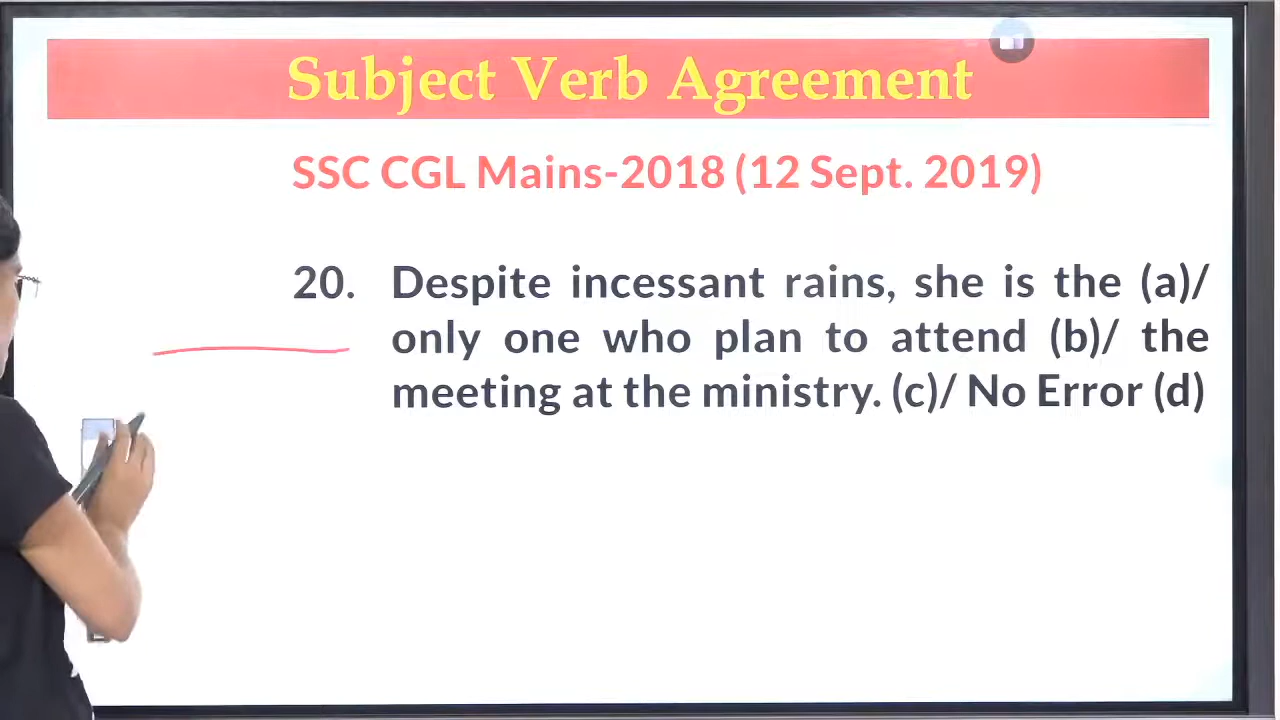 Subject Verb Agreement
SSC CGL Mains-2018 (12 Sept. 2019)
20. Despite incessant rains, she is the (a)/
only one who plan to attend (b)/ the
meeting at the ministry. (c)/ No Error (d)